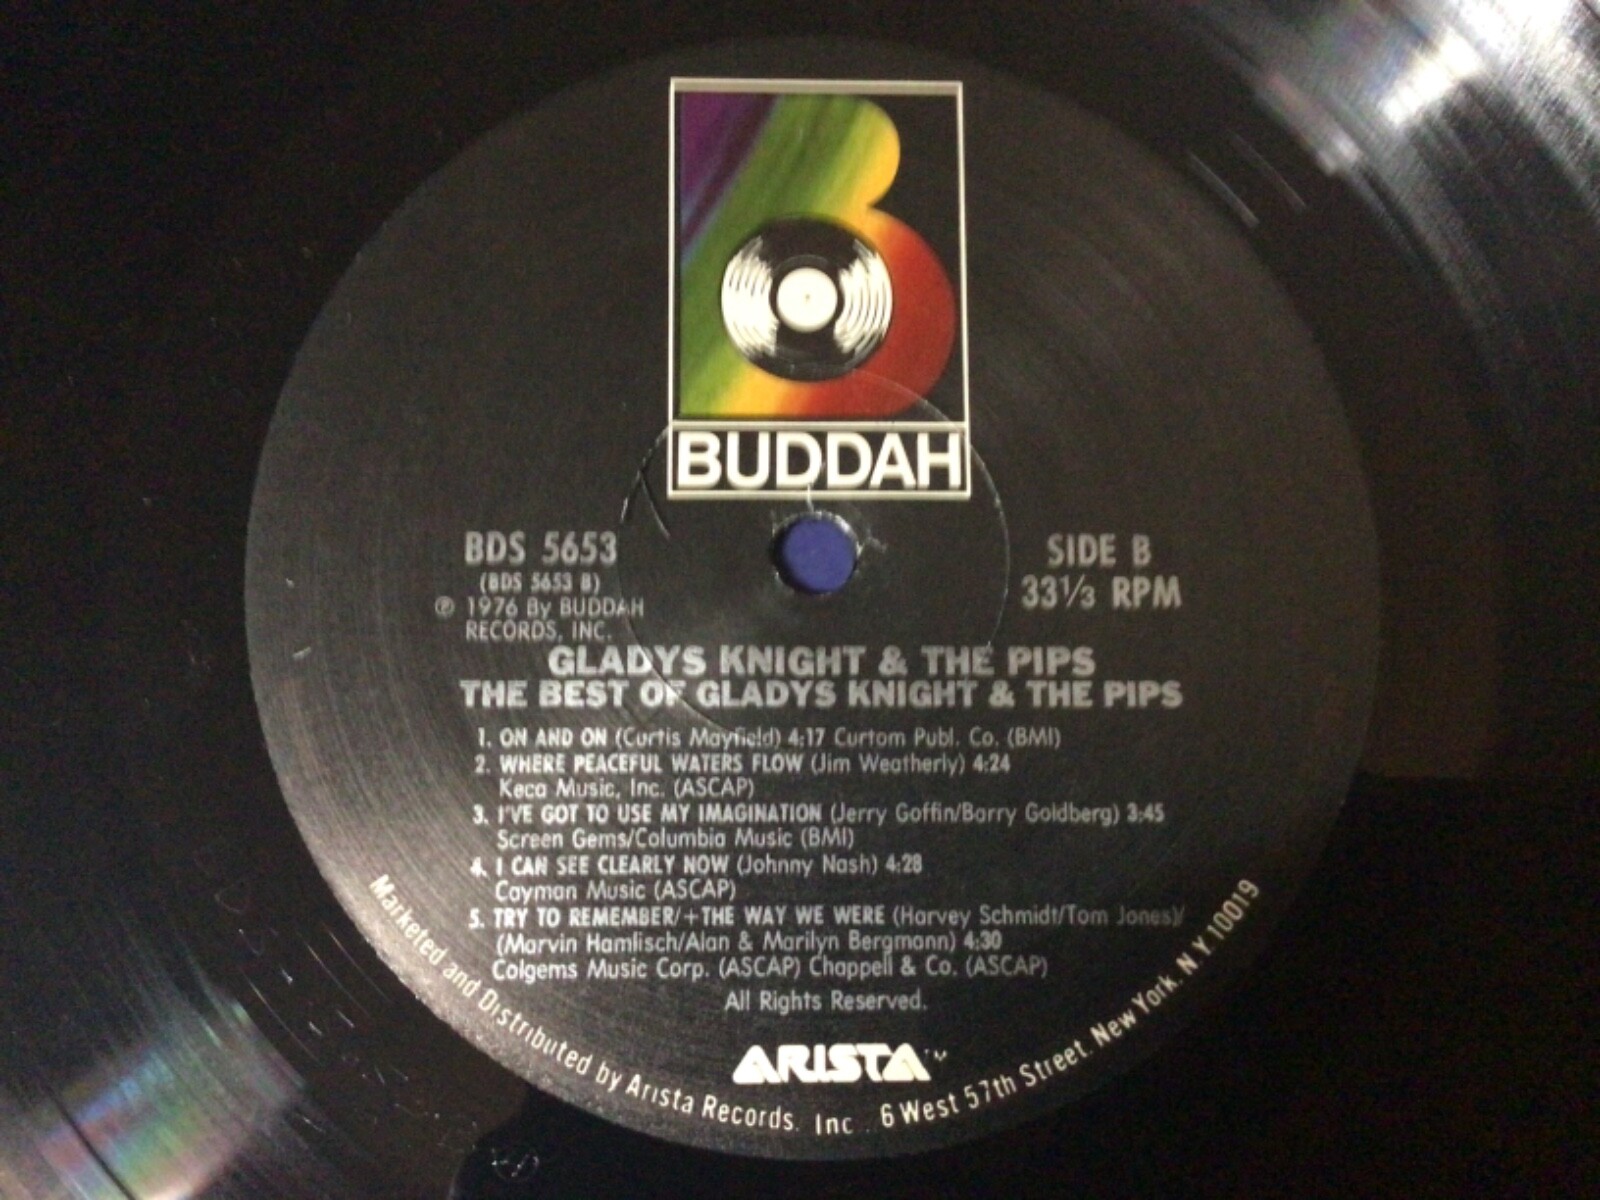 BUDDAH
BDS 5653
(BDS 5653 B)
℗ 1976 By BUDDAH
RECORDS, INC.
SIDE B
33⅓ RPM
GLADYS KNIGHT & THE PIPS
THE BEST OF GLADYS KNIGHT & THE PIPS
1. ON AND ON (Curtis Mayfield) 4:17 Curtom Publ. Co. (BMI)
2. WHERE PEACEFUL WATERS FLOW (Jim Weatherly) 4:24
Keca Music, Inc. (ASCAP)
3. I'VE GOT TO USE MY IMAGINATION (Jerry Goffin/Barry Goldberg) 3:45
Screen Gems/Columbia Music (BMI)
4. I CAN SEE CLEARLY NOW (Johnny Nash) 4:28
Cayman Music (ASCAP)
5. TRY TO REMEMBER/+THE WAY WE WERE (Harvey Schmidt/Tom Jones)/
(Marvin Hamlisch/Alan & Marilyn Bergmann) 4:30
Colgems Music Corp. (ASCAP) Chappell & Co. (ASCAP)
All Rights Reserved.
ARISTA™
Marketed and Distributed by Arista Records. Inc. 6 West 57th Street. New York. N Y 10019